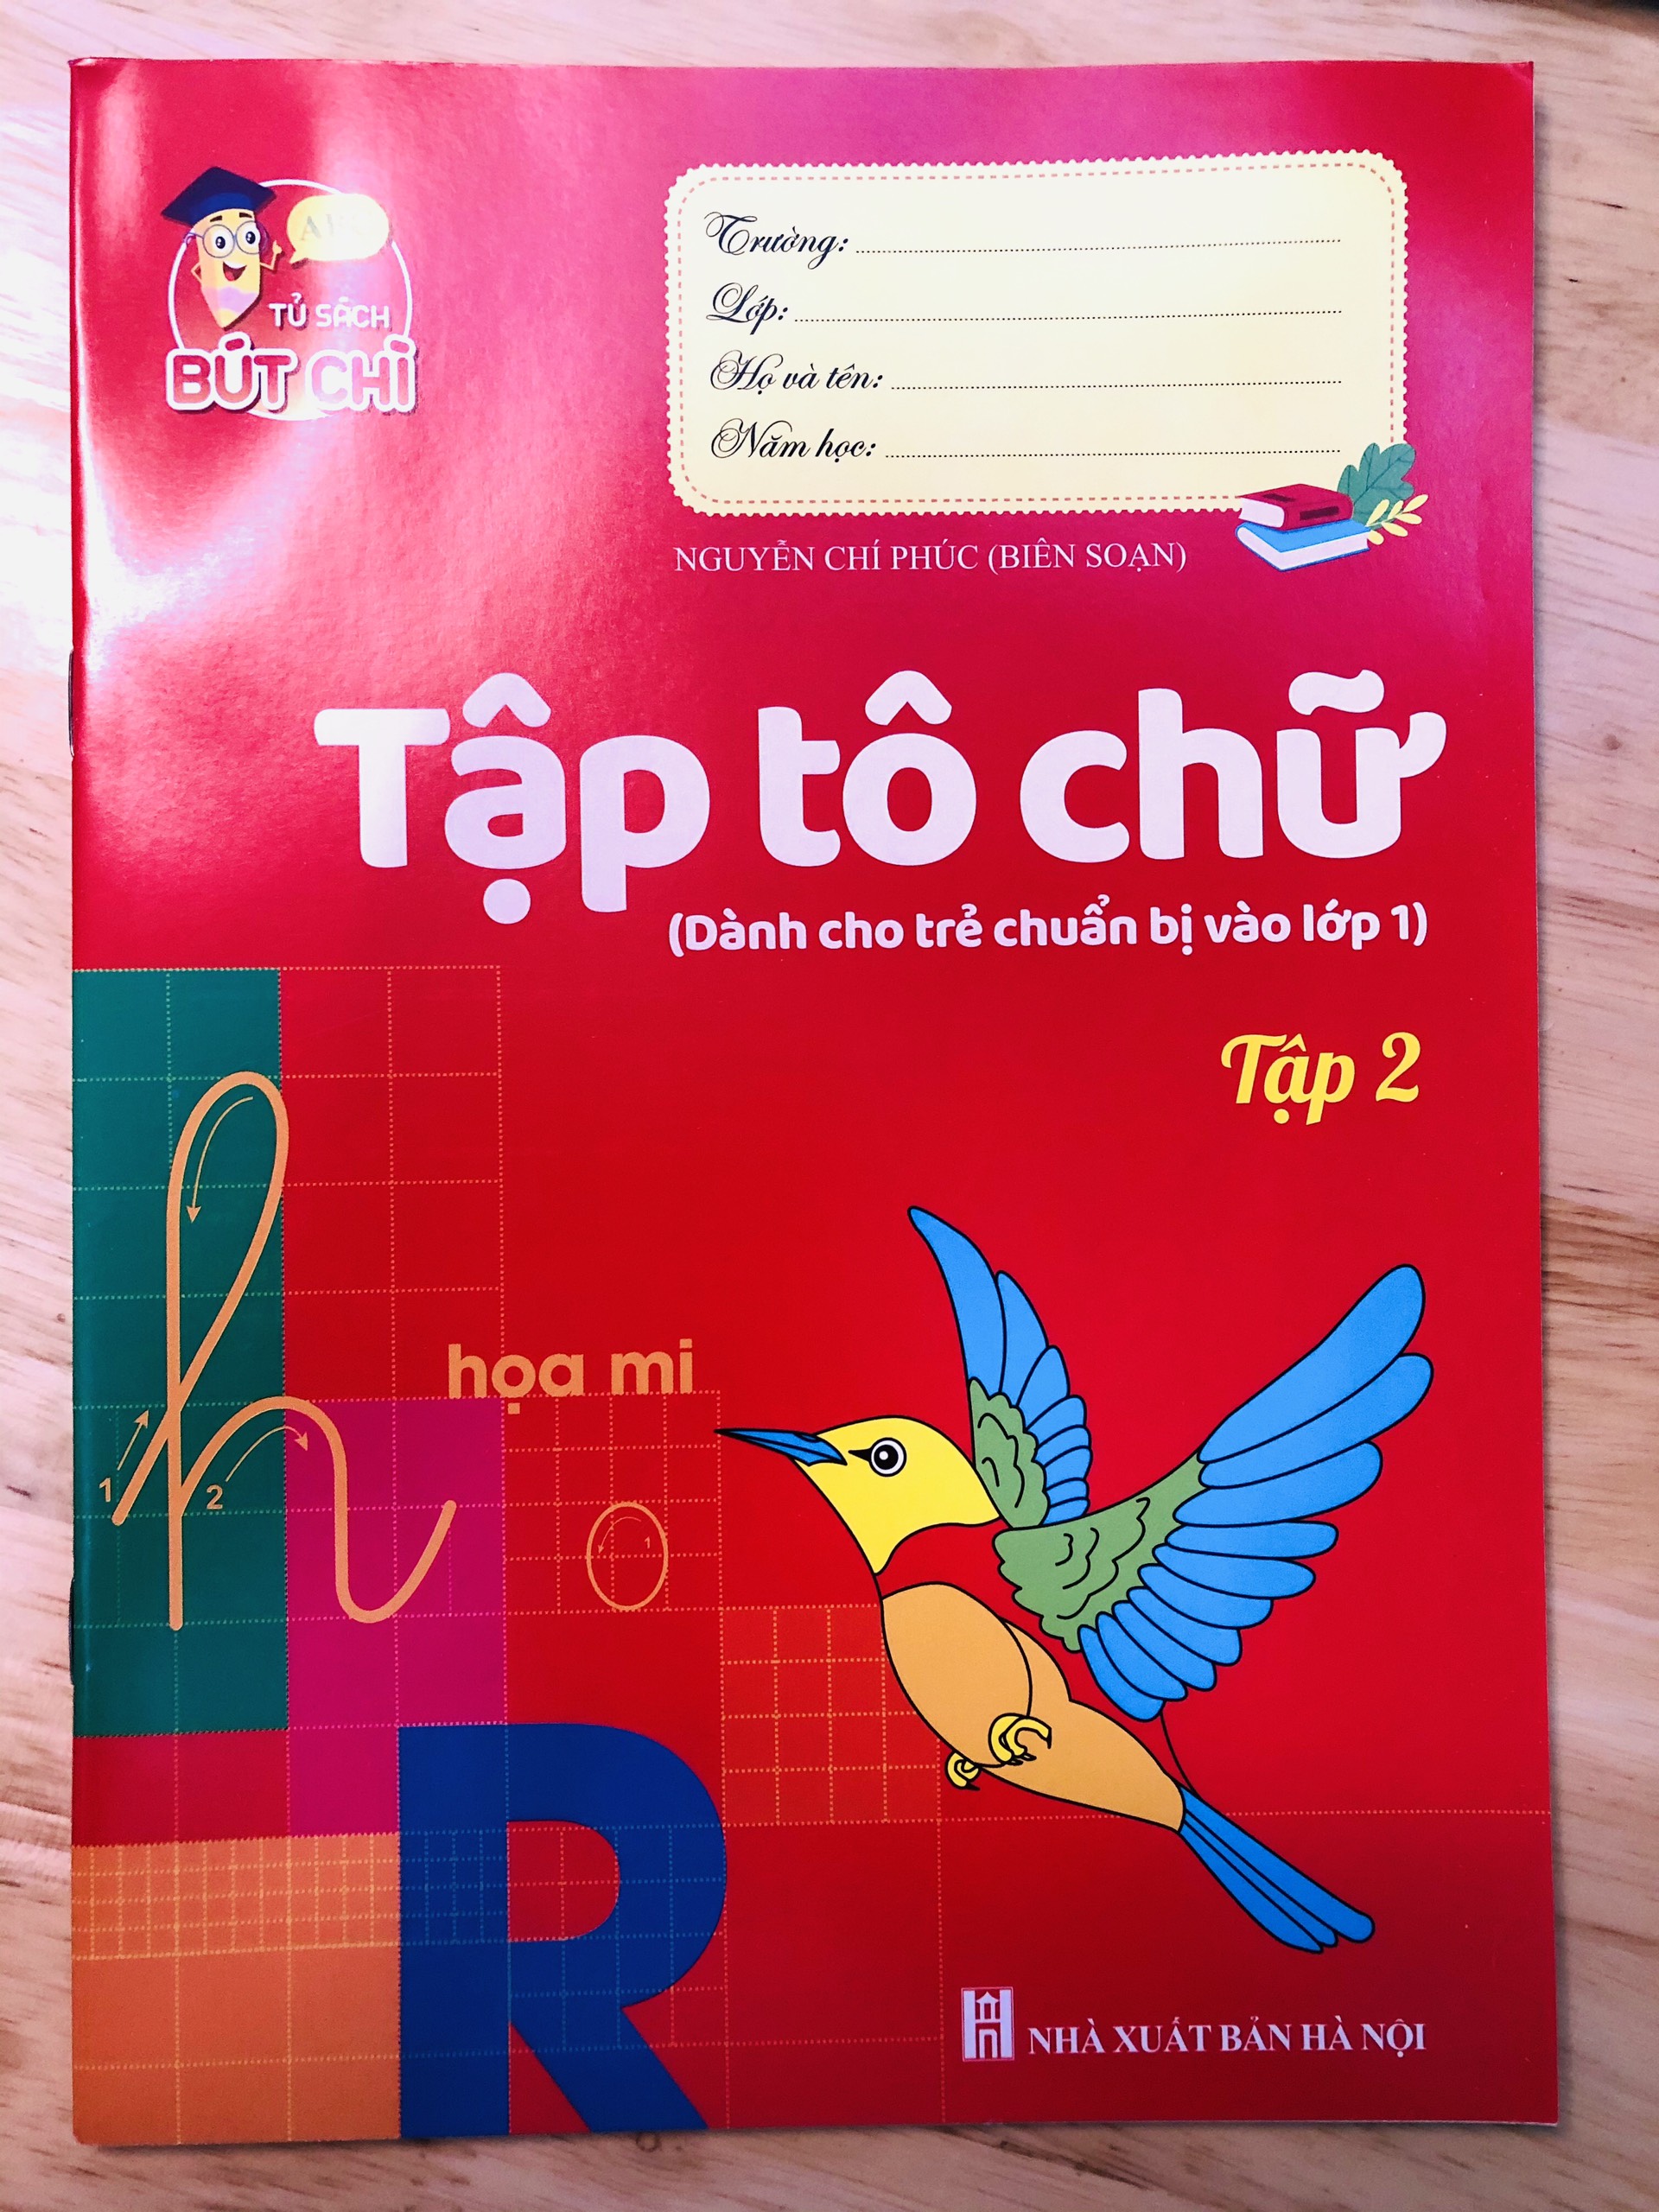 TỦ SÁCH
BÚT CHÌ
Trường:
Lớp:
Họ và tên:
Năm học:
NGUYỄN CHÍ PHÚC (BIÊN SOẠN)
Tập tô chữ
(Dành cho trẻ chuẩn bị vào lớp 1)
Tập 2
h
1
2
họa mi
o
1
R
NHÀ XUẤT BẢN HÀ NỘI